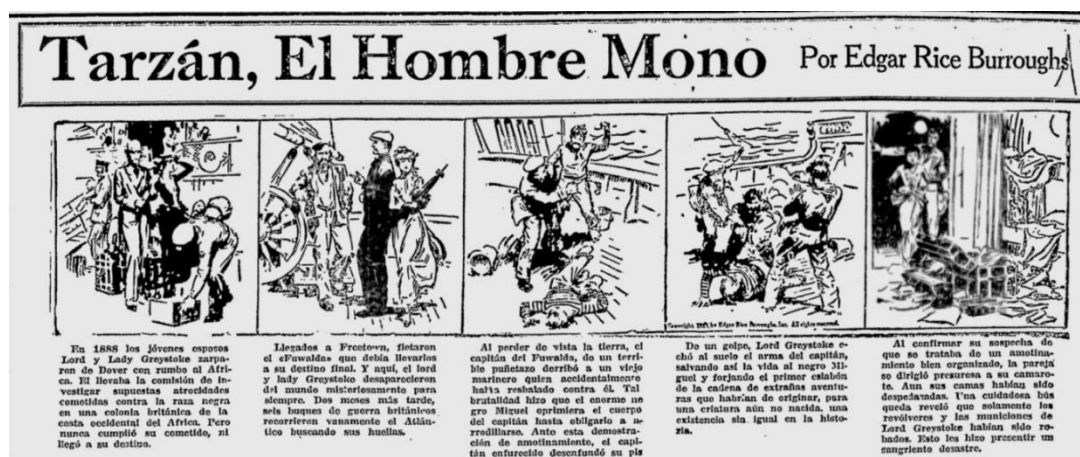 Tarzán, El Hombre Mono
Por Edgar Rice Burroughs
Copyright, 1929, by Edgar Rice Burroughs, Inc. All rights reserved.
En 1888 los jóvenes esposos
Lord y Lady Greystoke zarpa-
ron de Dover con rumbo al Afri-
ca. El llevaba la comisión de in-
vestigar supuestas atrocidades
cometidas contra la raza negra
en una colonia británica de la
costa occidental del Africa. Pero
nunca cumplió su cometido, ni
llegó a su destino.
Llegados a Freetown, fletaron
el «Fuwalda» que debía llevarlos
a su destino final. Y aquí, el lord
y lady Greystoke desaparecieron
del mundo misteriosamente para
siempre. Dos meses más tarde,
seis buques de guerra británicos
recorrieron vanamente el Atlán-
tico buscando sus huellas.
Al perder de vista la tierra, el
capitán del Fuwalda, de un terri-
ble puñetazo derribó a un viejo
marinero quien accidentalmente
había resbalado contra él. Tal
brutalidad hizo que el enorme ne
gro Miguel oprimiera el cuerpo
del capitán hasta obligarlo a a-
rrodillarse. Ante esta demostra-
ción de amotinamiento, el capi-
tán enfurecido desenfundó su pis
De un golpe, Lord Greystoke e-
chó al suelo el arma del capitán,
salvando así la vida al negro Mi-
guel y forjando el primer eslabón
de la cadena de extrañas aventu-
ras que habrían de originar, para
una criatura aún no nacida, una
existencia sin igual en la histo-
ria.
Al confirmar su sospecha de
que se trataba de un amotina-
miento bien organizado, la pareja
se dirigió presurosa a su camaro-
te. Aun sus camas habían sido
despedazadas. Una cuidadosa bús
queda reveló que solamente los
revólveres y las municiones de
Lord Greystoke habían sido ro-
bados. Esto les hizo presentir un
sangriento desastre.